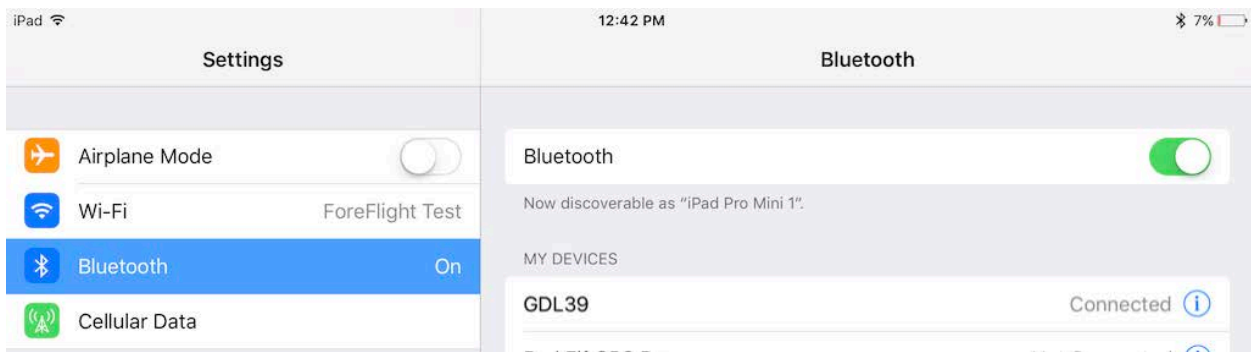 iPad 12:42 PM 7%
Settings
Bluetooth
Airplane Mode
Wi-Fi ForeFlight Test
Bluetooth On
Cellular Data
Bluetooth
Now discoverable as “iPad Pro Mini 1”.
MY DEVICES
GDL39 Connected